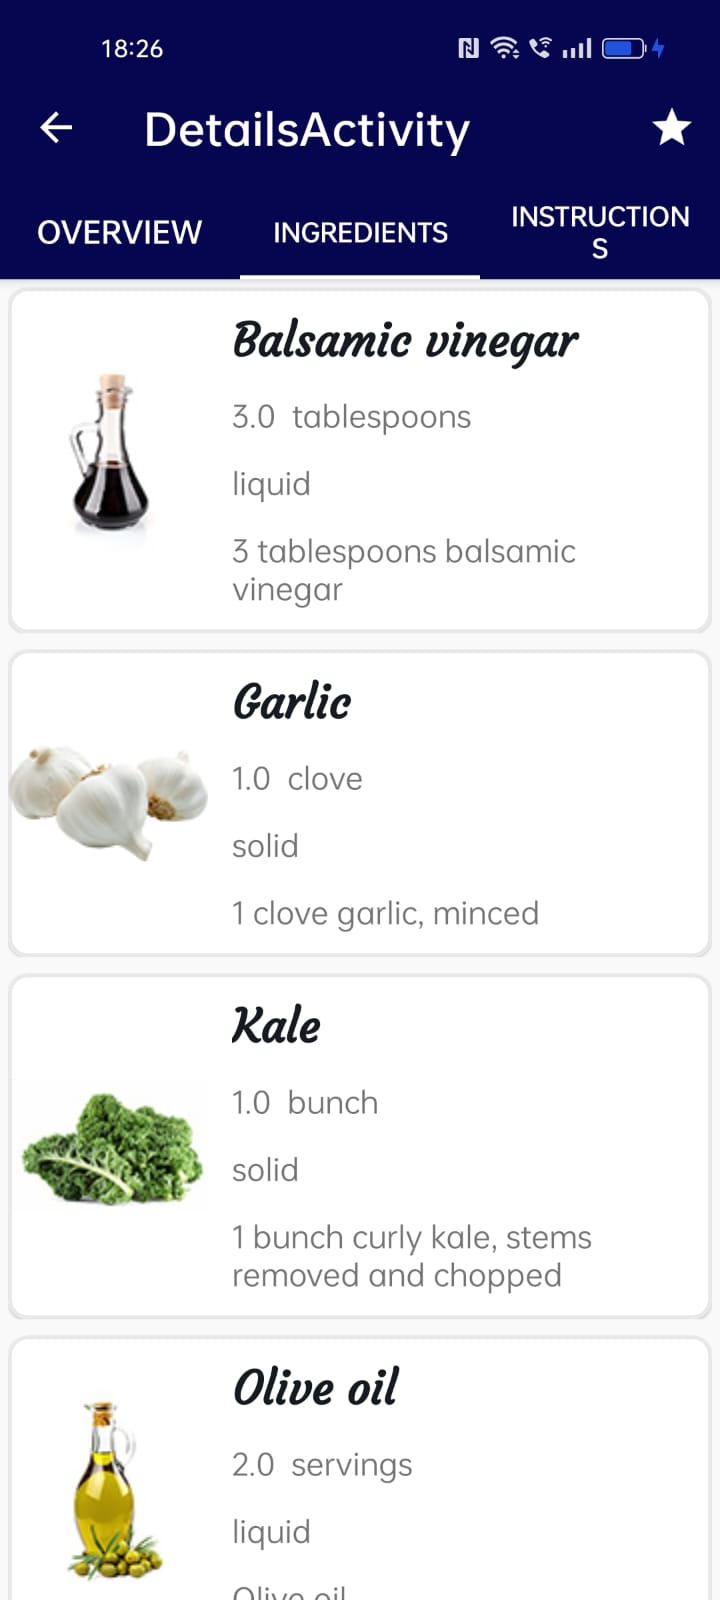 18:26
DetailsActivity
OVERVIEW
INGREDIENTS
INSTRUCTION
S
Balsamic vinegar
3.0 tablespoons
liquid
3 tablespoons balsamic
vinegar
Garlic
1.0 clove
solid
1 clove garlic, minced
Kale
1.0 bunch
solid
1 bunch curly kale, stems
removed and chopped
Olive oil
2.0 servings
liquid
Olive oil